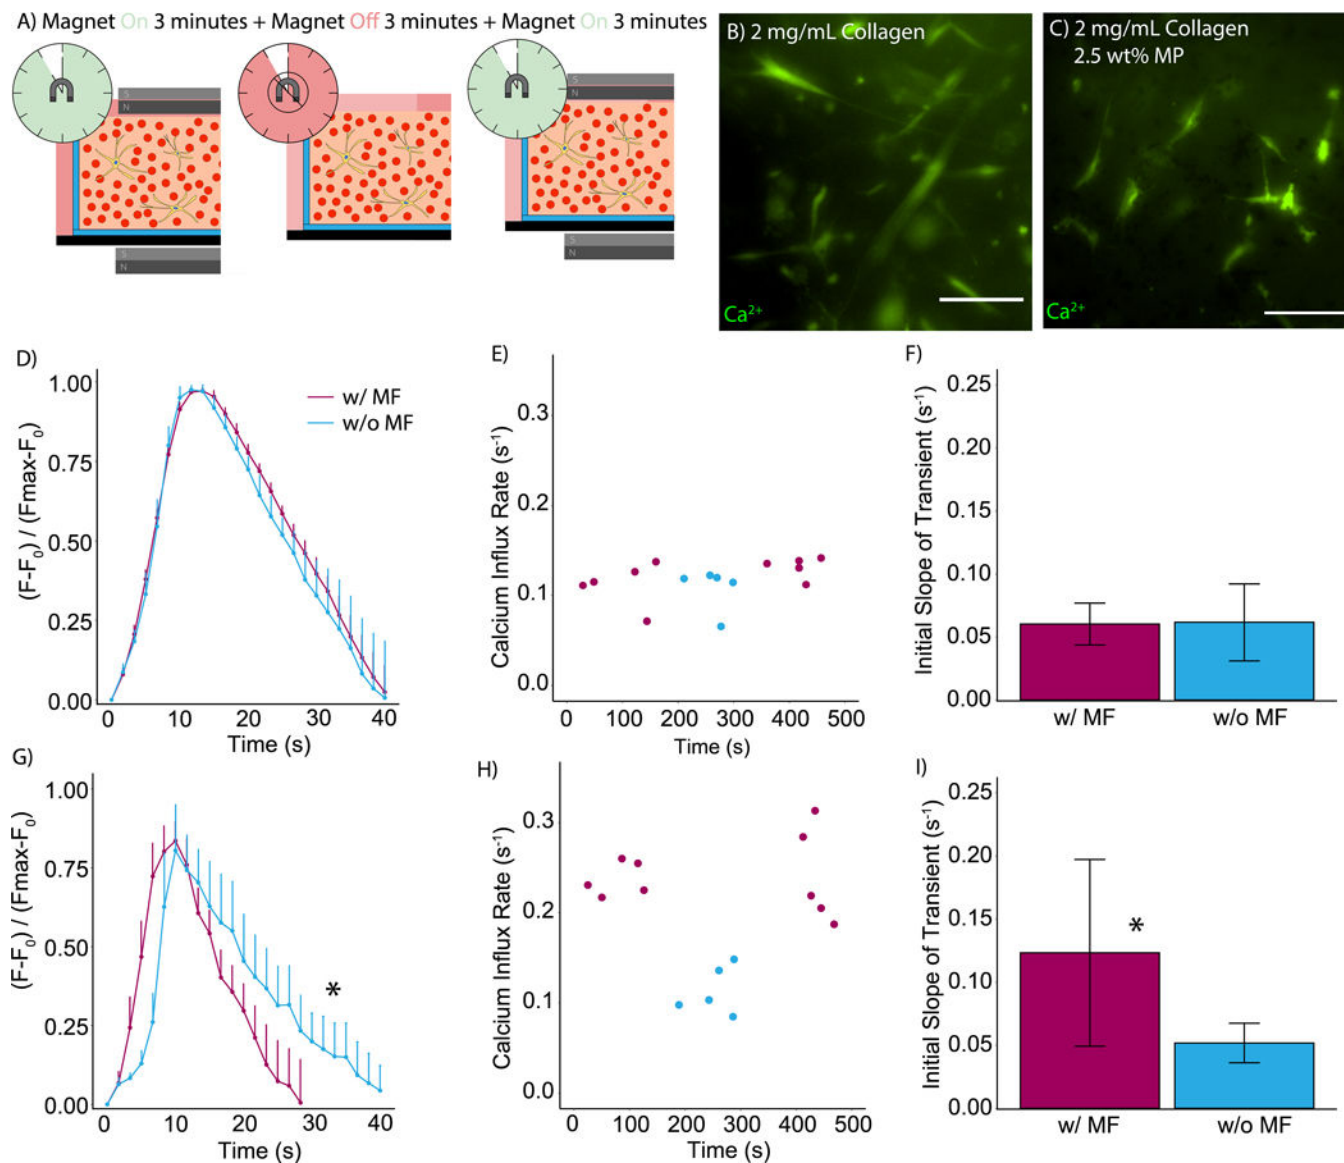 A) Magnet On 3 minutes + Magnet Off 3 minutes + Magnet On 3 minutes
S
N
S
N
S
N
S
N
B) 2 mg/mL Collagen
Ca²⁺
C) 2 mg/mL Collagen
2.5 wt% MP
Ca²⁺
D)
(F-F₀) / (Fmax-F₀)
1.00
0.75
0.50
0.25
0.00
w/ MF
w/o MF
0 10 20 30 40
Time (s)
E)
Calcium Influx Rate (s⁻¹)
0.3
0.2
0.1
0.0
0 100 200 300 400 500
Time (s)
F)
Initial Slope of Transient (s⁻¹)
0.25
0.20
0.15
0.10
0.05
0.00
w/ MF w/o MF
G)
(F-F₀) / (Fmax-F₀)
1.00
0.75
0.50
0.25
0.00
*
0 10 20 30 40
Time (s)
H)
Calcium Influx Rate (s⁻¹)
0.3
0.2
0.1
0.0
0 100 200 300 400 500
Time (s)
I)
Initial Slope of Transient (s⁻¹)
0.25
0.20
0.15
0.10
0.05
0.00
*
w/ MF w/o MF